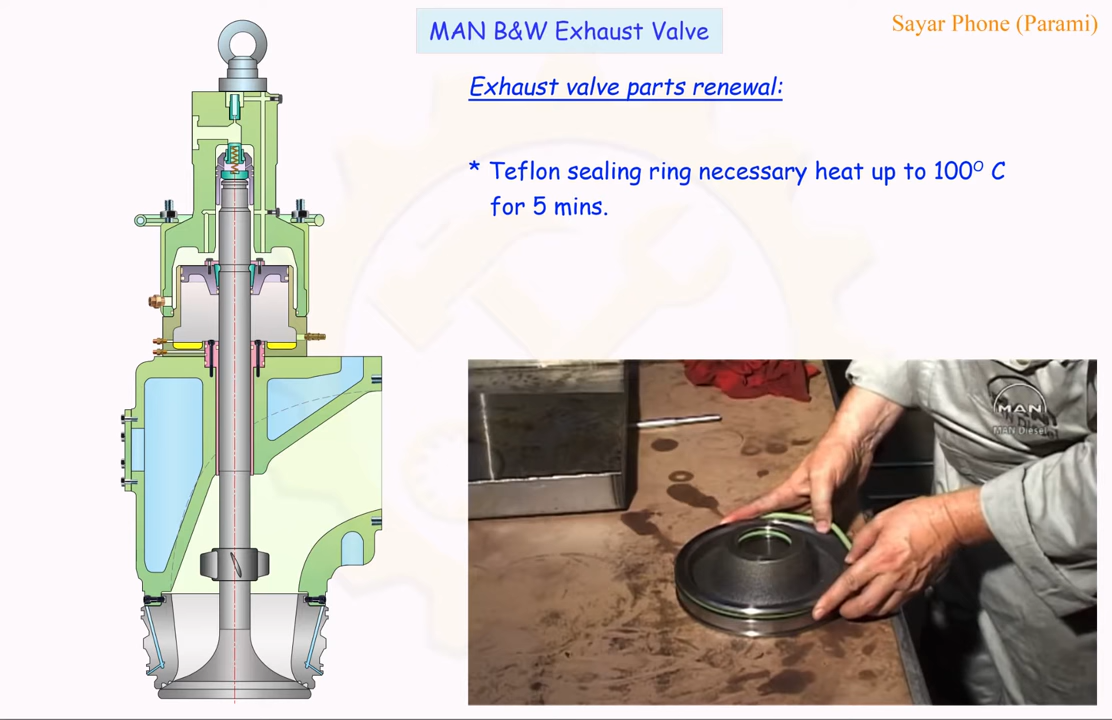 MAN B&W Exhaust Valve
Sayar Phone (Parami)
Exhaust valve parts renewal:
* Teflon sealing ring necessary heat up to 100⁰ C
for 5 mins.
MAN
MAN Diesel